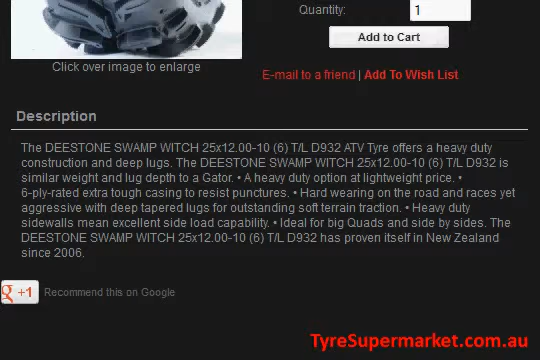 Quantity:
1
Add to Cart
Click over image to enlarge
E-mail to a friend | Add To Wish List
Description
The DEESTONE SWAMP WITCH 25x12.00-10 (6) T/L D932 ATV Tyre offers a heavy duty
construction and deep lugs. The DEESTONE SWAMP WITCH 25x12.00-10 (6) T/L D932 is
similar weight and lug depth to a Gator. • A heavy duty option at lightweight price. •
6-ply-rated extra tough casing to resist punctures. • Hard wearing on the road and races yet
aggressive with deep tapered lugs for outstanding soft terrain traction. • Heavy duty
sidewalls mean excellent side load capability. • Ideal for big Quads and side by sides. The
DEESTONE SWAMP WITCH 25x12.00-10 (6) T/L D932 has proven itself in New Zealand
since 2006.
g +1 Recommend this on Google
TyreSupermarket.com.au